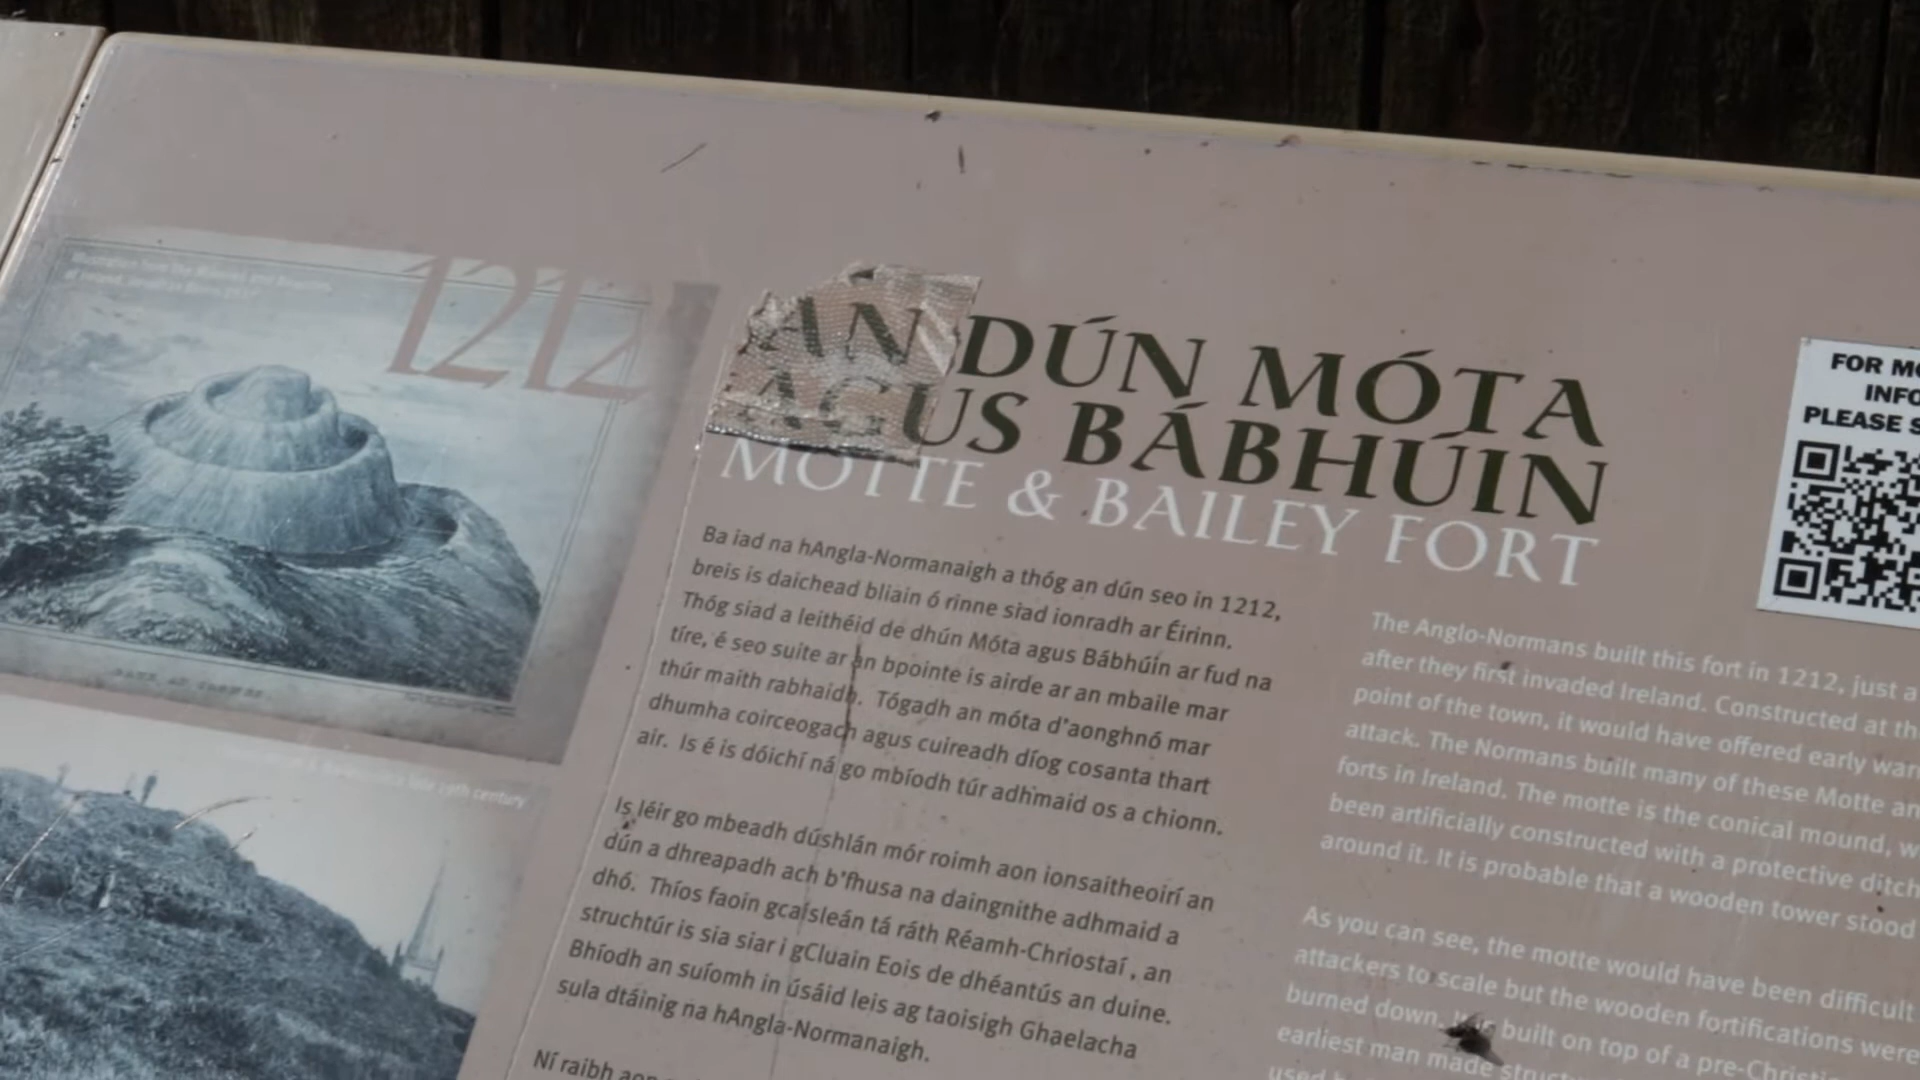 1212
AN DÚN MÓTA
AGUS BÁBHÚIN
MOTTE & BAILEY FORT
Ba iad na hAngla-Normanaigh a thóg an dún seo in 1212,
breis is daichead bliain ó rinne siad ionradh ar Éirinn.
Thóg siad a leithéid de dhún Móta agus Bábhúin ar fud na
tíre, é seo suite ar an bpointe is airde ar an mbaile mar
thúr maith rabhaidh. Tógadh an móta d'aonghnó mar
dhumha coirceogach agus cuireadh díog cosanta thart
air. Is é is dóichí ná go mbíodh túr adhmaid os a chionn.
Is léir go mbeadh dúshlán mór roimh aon ionsaitheoirí an
dún a dhreapadh ach b'fhusa na daingnithe adhmaid a
dhó. Thíos faoin gcaisleán tá ráth Réamh-Chriostaí , an
struchtúr is sia siar i gCluain Eois de dhéantús an duine.
Bhíodh an suíomh in úsáid leis ag taoisigh Ghaelacha
sula dtáinig na hAngla-Normanaigh.
Ní raibh aon
The Anglo-Normans built this fort in 1212, just a
after they first invaded Ireland. Constructed at th
point of the town, it would have offered early warn
attack. The Normans built many of these Motte an
forts in Ireland. The motte is the conical mound, w
been artificially constructed with a protective ditch
around it. It is probable that a wooden tower stood
As you can see, the motte would have been difficult
attackers to scale but the wooden fortifications were
burned down. built on top of a pre-Christi
earliest man made struct
used
FOR MO
INFO
PLEASE S
late 19th century